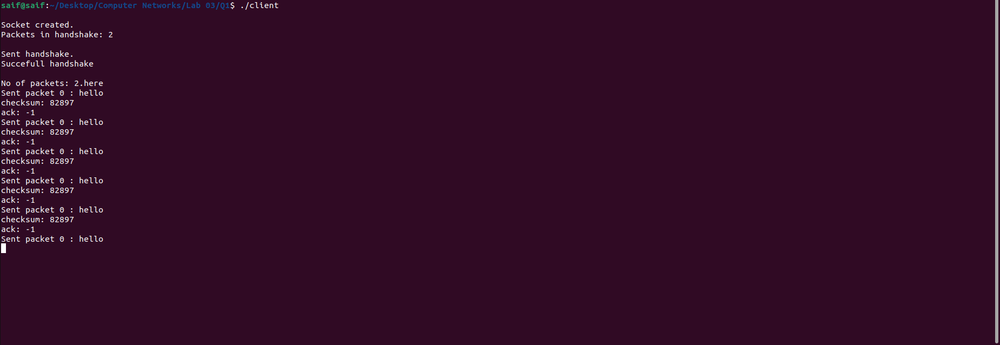 saif@saif:~/Desktop/Computer Networks/Lab 03/Q1$ ./client
Socket created.
Packets in handshake: 2
Sent handshake.
Succefull handshake
No of packets: 2.here
Sent packet 0 : hello
checksum: 82897
ack: -1
Sent packet 0 : hello
checksum: 82897
ack: -1
Sent packet 0 : hello
checksum: 82897
ack: -1
Sent packet 0 : hello
checksum: 82897
ack: -1
Sent packet 0 : hello
checksum: 82897
ack: -1
Sent packet 0 : hello